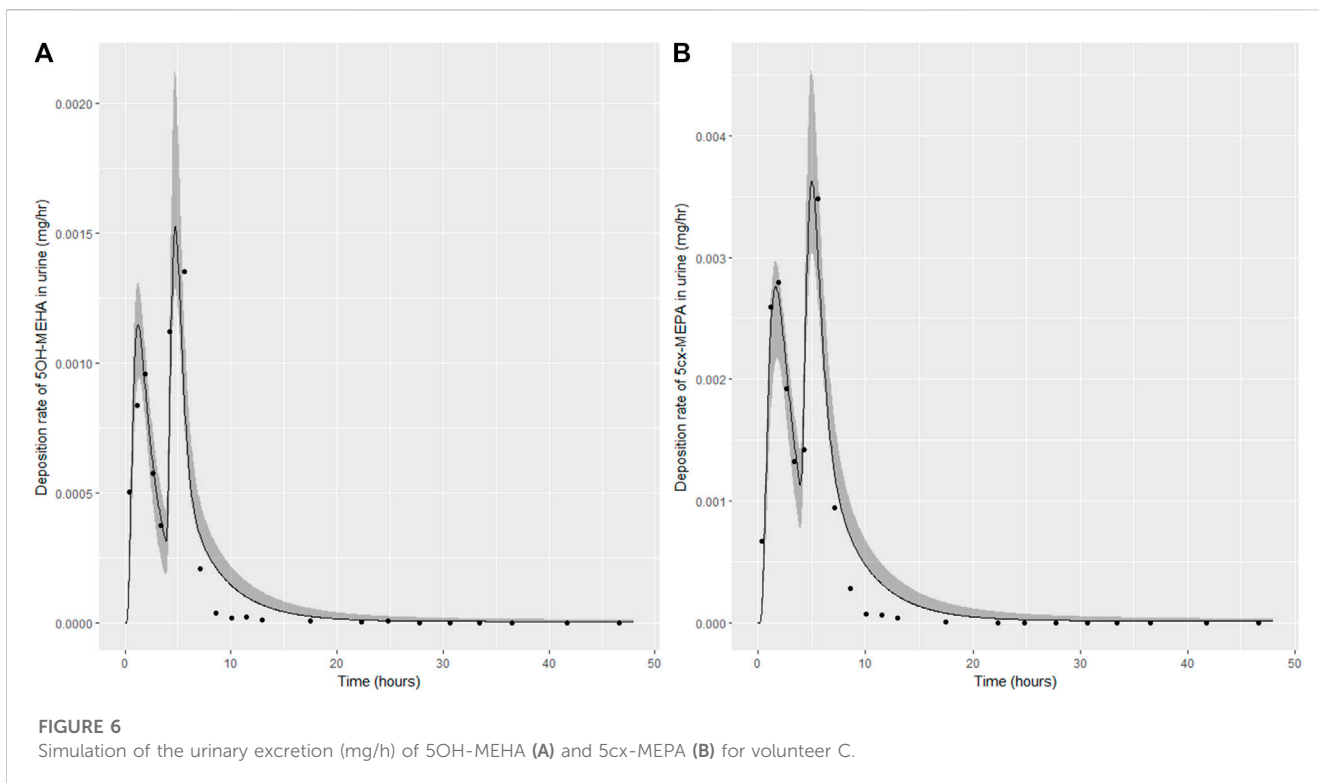 A
Deposition rate of 5OH-MEHA in urine (mg/hr)
0.0020
0.0015
0.0010
0.0005
0.0000
0 10 20 30 40 50
Time (hours)
B
Deposition rate of 5cx-MEPA in urine (mg/hr)
0.004
0.003
0.002
0.001
0.000
0 10 20 30 40 50
Time (hours)
FIGURE 6
Simulation of the urinary excretion (mg/h) of 5OH-MEHA (A) and 5cx-MEPA (B) for volunteer C.